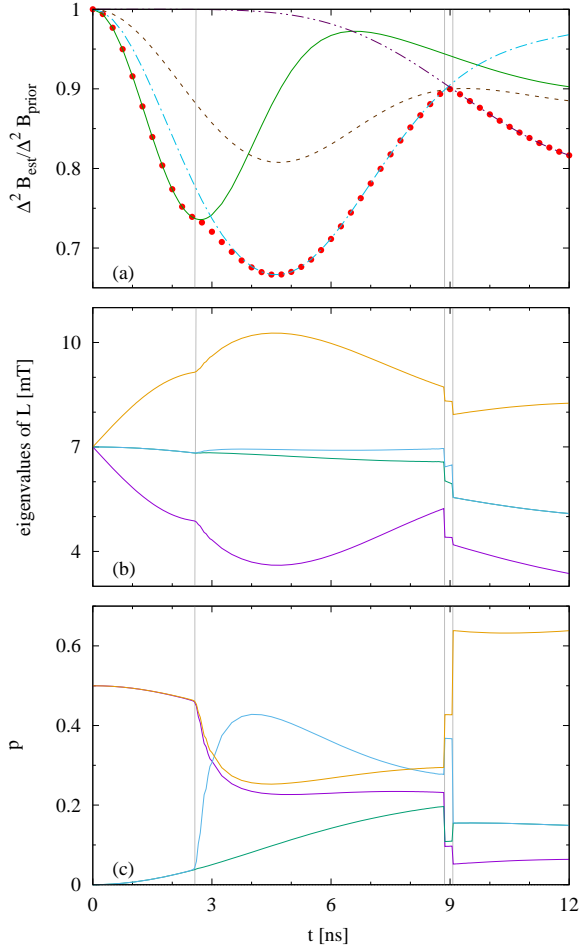 1
0.9
0.8
0.7
Δ² B_est/Δ² B_prior
(a)
10
7
4
eigenvalues of L [mT]
(b)
0.6
0.4
0.2
0
p
(c)
0 3 6 9 12
t [ns]